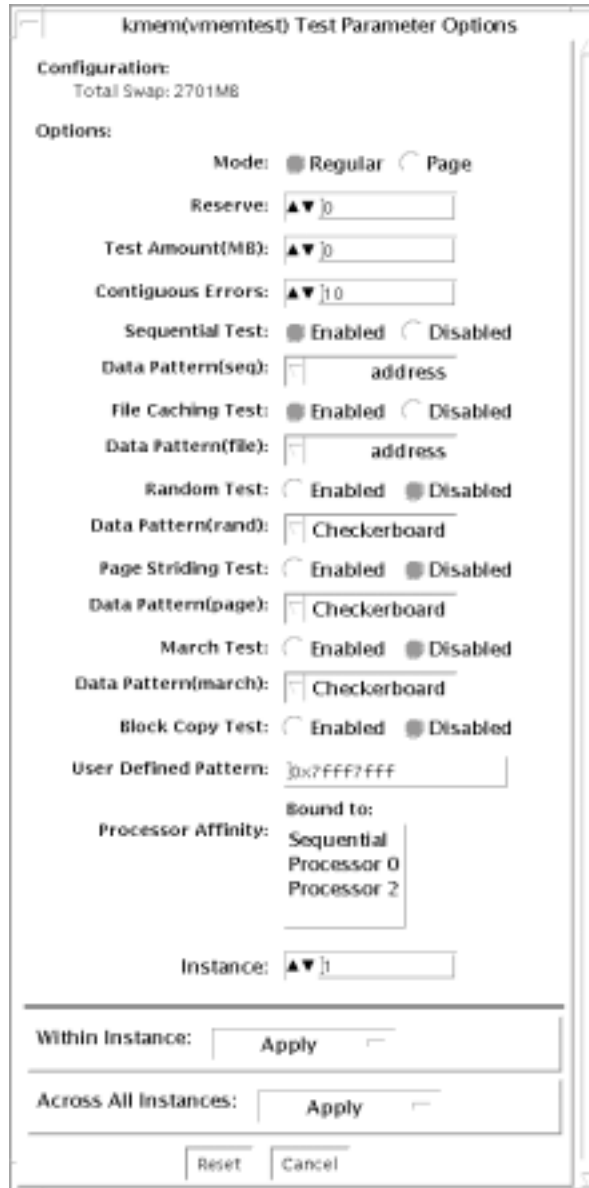 kmem(vmemtest) Test Parameter Options
Configuration:
Total Swap: 2701MB
Options:
Mode: Regular Page
Reserve: 0
Test Amount(MB): 0
Contiguous Errors: 10
Sequential Test: Enabled Disabled
Data Pattern(seq): address
File Caching Test: Enabled Disabled
Data Pattern(file): address
Random Test: Enabled Disabled
Data Pattern(rand): Checkerboard
Page Striding Test: Enabled Disabled
Data Pattern(page): Checkerboard
March Test: Enabled Disabled
Data Pattern(march): Checkerboard
Block Copy Test: Enabled Disabled
User Defined Pattern: 0x7fff7fff
Bound to:
Processor Affinity:
Sequential
Processor 0
Processor 2
Instance: 1
Within Instance: Apply
Across All Instances: Apply
Reset Cancel